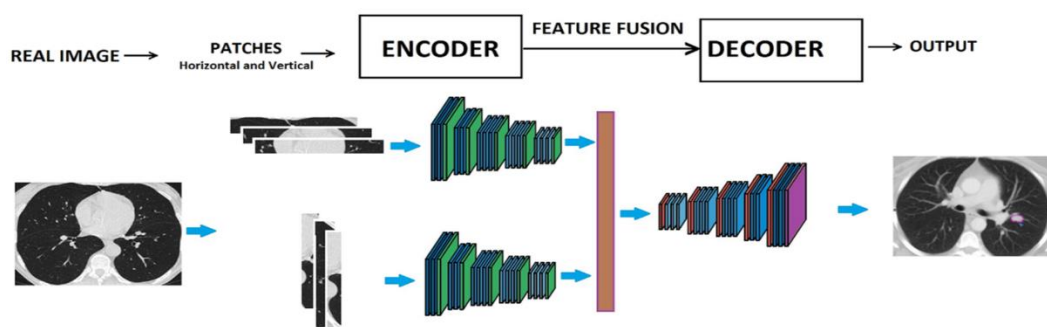 REAL IMAGE
PATCHES
Horizontal and Vertical
ENCODER
FEATURE FUSION
DECODER
OUTPUT